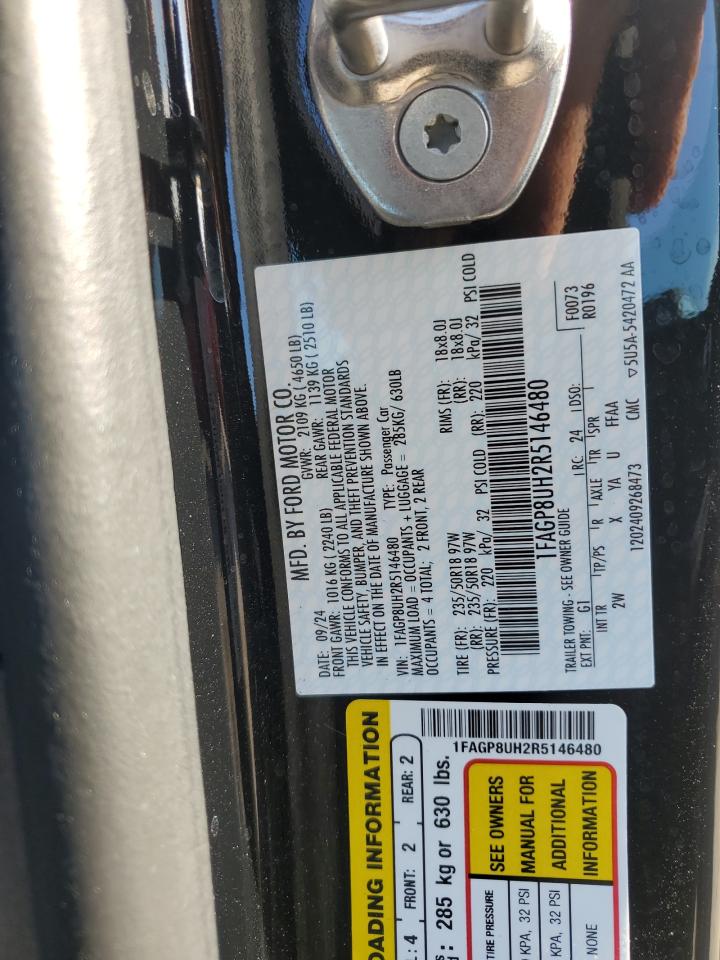 MFD. BY FORD MOTOR CO.
DATE: 09/24 GVWR: 2109 KG ( 4650 LB)
FRONT GAWR: 1016 KG ( 2240 LB) REAR GAWR: 1139 KG ( 2510 LB)
THIS VEHICLE CONFORMS TO ALL APPLICABLE FEDERAL MOTOR
VEHICLE SAFETY, BUMPER, AND THEFT PREVENTION STANDARDS
IN EFFECT ON THE DATE OF MANUFACTURE SHOWN ABOVE.
VIN: 1FAGP8UH2R5146480 TYPE: Passenger Car
MAXIMUM LOAD = OCCUPANTS + LUGGAGE = 285KG/ 630LB
OCCUPANTS = 4 TOTAL; 2 FRONT, 2 REAR
TIRE (FR): 235/50R18 97W RIMS (FR): 18x8.0J
(RR): 235/50R18 97W (RR): 18x8.0J
PRESSURE (FR): 220 kPa/ 32 PSI COLD (RR): 220 kPa/ 32 PSI COLD
1FAGP8UH2R5146480
TRAILER TOWING - SEE OWNER GUIDE F0073
EXT PNT: G1 RC: 24 DSO: R0196
INT TR TP/PS R AXLE TR SPR
2W X YA U FFAA
1202409268473 CMC ▽5U5A-5420472 AA
OADING INFORMATION
: 4 FRONT: 2 REAR: 2
: 285 kg or 630 lbs.
1FAGP8UH2R5146480
TIRE PRESSURE
KPA, 32 PSI
KPA, 32 PSI
NONE
SEE OWNERS
MANUAL FOR
ADDITIONAL
INFORMATION